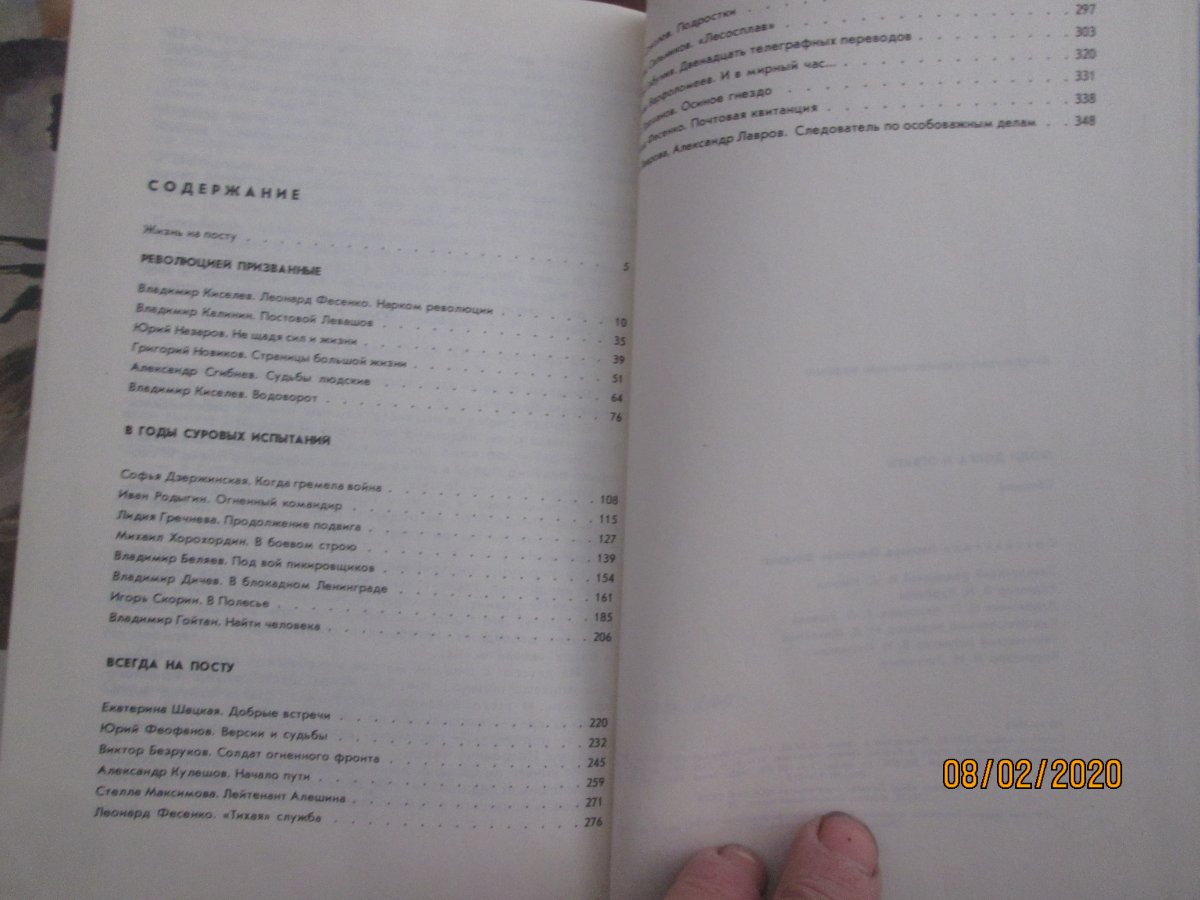 СОДЕРЖАНИЕ
Жизнь на посту . . . 5
РЕВОЛЮЦИЕЙ ПРИЗВАННЫЕ
Владимир Киселев. Леонард Фесенко. Нарком революции . . . 10
Владимир Калинин. Постовой Левашов . . . 35
Юрий Незаров. Не щадя сил и жизни . . . 39
Григорий Новиков. Страницы большой жизни . . . 51
Александр Сгибнев. Судьбы людские . . . 64
Владимир Киселев. Водоворот . . . 76
В ГОДЫ СУРОВЫХ ИСПЫТАНИЙ
Софья Дзержинская. Когда гремела война . . . 108
Иван Родыгин. Огненный командир . . . 115
Лидия Гречнева. Продолжение подвига . . . 127
Михаил Хорохордин. В боевом строю . . . 139
Владимир Беляев. Под вой пикировщиков . . . 154
Владимир Дичев. В блокадном Ленинграде . . . 161
Игорь Скорин. В Полесье . . . 185
Владимир Гойтан. Найти человека . . . 206
ВСЕГДА НА ПОСТУ
Екатерина Шацкая. Добрые встречи . . . 220
Юрий Феофанов. Версии и судьбы . . . 232
Виктор Безруков. Солдат огненного фронта . . . 245
Александр Кулешов. Начало пути . . . 259
Стелла Максимова. Лейтенант Алешина . . . 271
Леонард Фесенко. «Тихая» служба . . . 276
Подростки . . . 297
«Лесосплав» . . . 303
Двенадцать телеграфных переводов . . . 320
Варфоломеев. И в мирный час... . . . 331
Осиное гнездо . . . 338
Фесенко. Почтовая квитанция . . . 348
Александр Лавров. Следователь по особоважным делам
08/02/2020